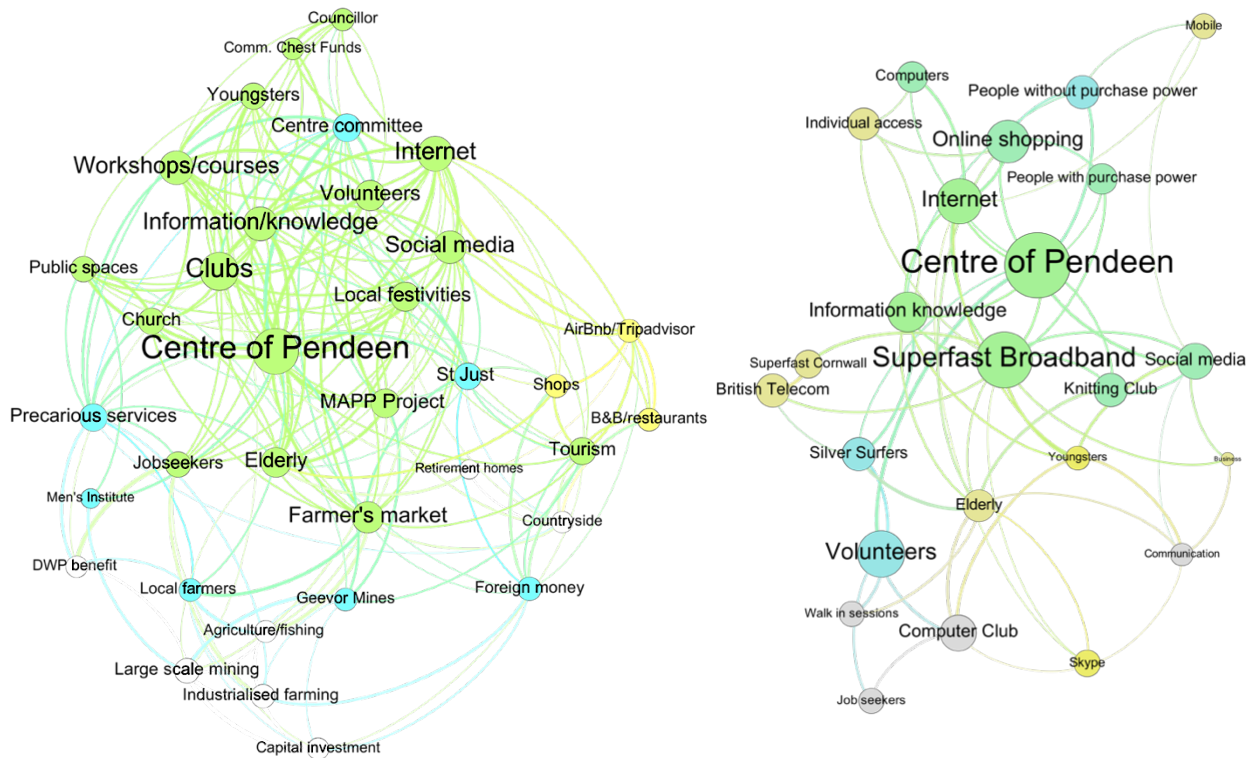 Councillor
Comm. Chest Funds
Youngsters
Centre committee
Internet
Workshops/courses
Volunteers
Information/knowledge
Social media
Clubs
Public spaces
Local festivities
Church
AirBnb/Tripadvisor
Centre of Pendeen
St Just
Shops
MAPP Project
B&B/restaurants
Precarious services
Tourism
Jobseekers
Elderly
Retirement homes
Men's Institute
Farmer's market
Countryside
DWP benefit
Local farmers
Geevor Mines
Foreign money
Agriculture/fishing
Large scale mining
Industrialised farming
Capital investment
Mobile
Computers
People without purchase power
Individual access
Online shopping
People with purchase power
Internet
Centre of Pendeen
Information knowledge
Superfast Broadband
Social media
Superfast Cornwall
British Telecom
Knitting Club
Silver Surfers
Youngsters
Business
Elderly
Volunteers
Communication
Walk in sessions
Computer Club
Skype
Job seekers